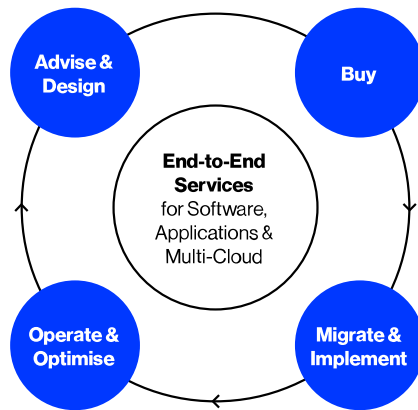 Advise &
Design
Buy
End-to-End
Services
for Software,
Applications &
Multi-Cloud
Operate &
Optimise
Migrate &
Implement